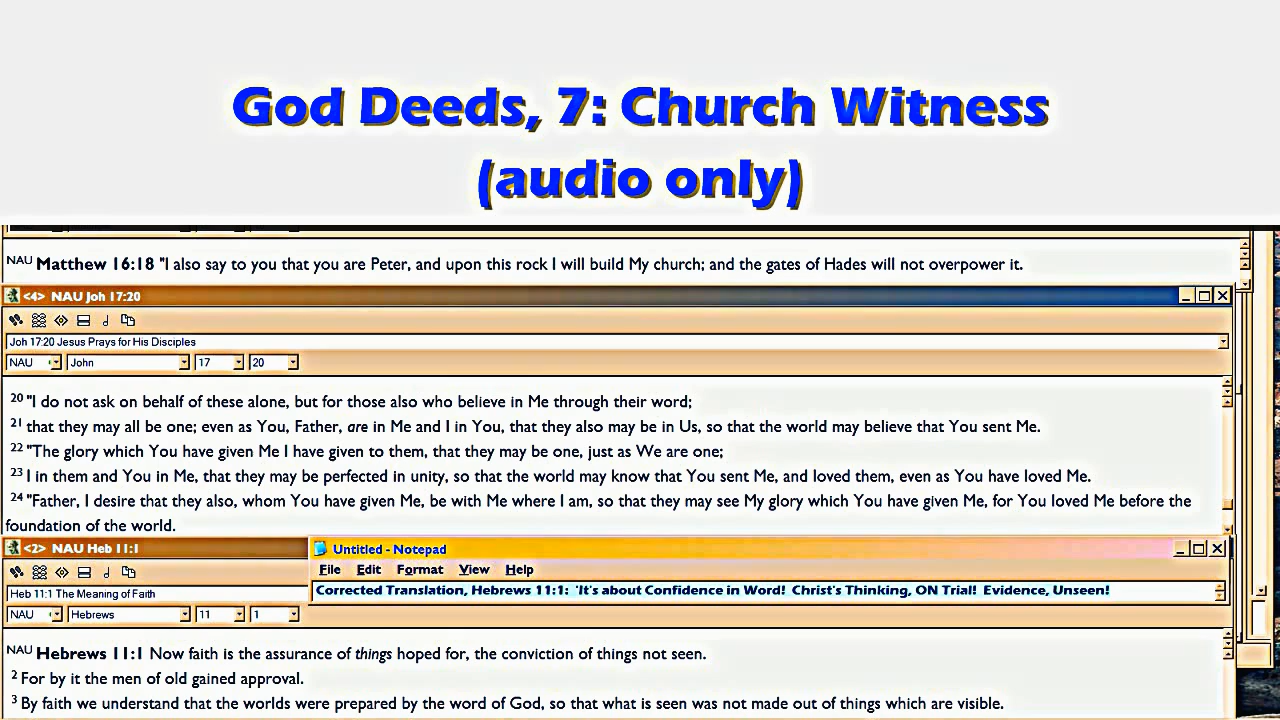 God Deeds, 7: Church Witness
(audio only)
NAU Matthew 16:18 "I also say to you that you are Peter, and upon this rock I will build My church; and the gates of Hades will not overpower it.
<4> NAU Joh 17:20
Joh 17:20 Jesus Prays for His Disciples
NAU John 17 20
20 "I do not ask on behalf of these alone, but for those also who believe in Me through their word;
21 that they may all be one; even as You, Father, are in Me and I in You, that they also may be in Us, so that the world may believe that You sent Me.
22 "The glory which You have given Me I have given to them, that they may be one, just as We are one;
23 I in them and You in Me, that they may be perfected in unity, so that the world may know that You sent Me, and loved them, even as You have loved Me.
24 "Father, I desire that they also, whom You have given Me, be with Me where I am, so that they may see My glory which You have given Me, for You loved Me before the
foundation of the world.
<2> NAU Heb 11:1
Untitled - Notepad
File Edit Format View Help
Corrected Translation, Hebrews 11:1: 'It's about Confidence in Word! Christ's Thinking, ON Trial! Evidence, Unseen!
Heb 11:1 The Meaning of Faith
NAU Hebrews 11 1
NAU Hebrews 11:1 Now faith is the assurance of things hoped for, the conviction of things not seen.
2 For by it the men of old gained approval.
3 By faith we understand that the worlds were prepared by the word of God, so that what is seen was not made out of things which are visible.